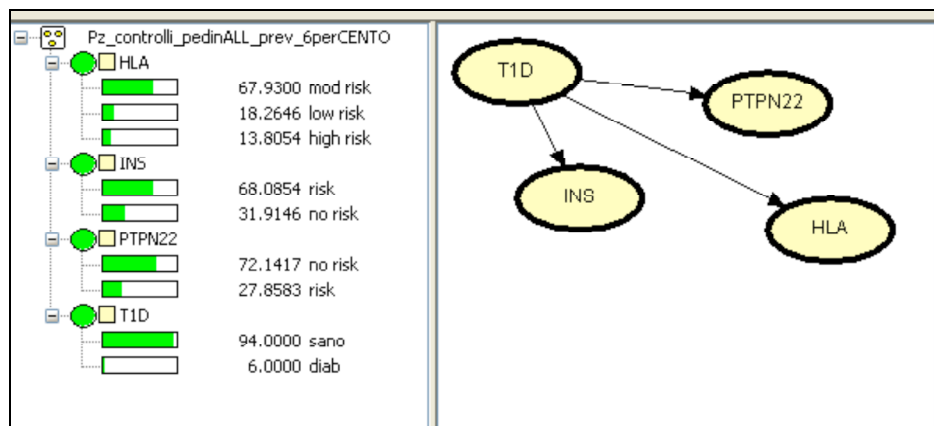 Pz_controlli_pedinALL_prev_6perCENTO
HLA
67.9300 mod risk
18.2646 low risk
13.8054 high risk
INS
68.0854 risk
31.9146 no risk
PTPN22
72.1417 no risk
27.8583 risk
T1D
94.0000 sano
6.0000 diab
T1D
PTPN22
INS
HLA